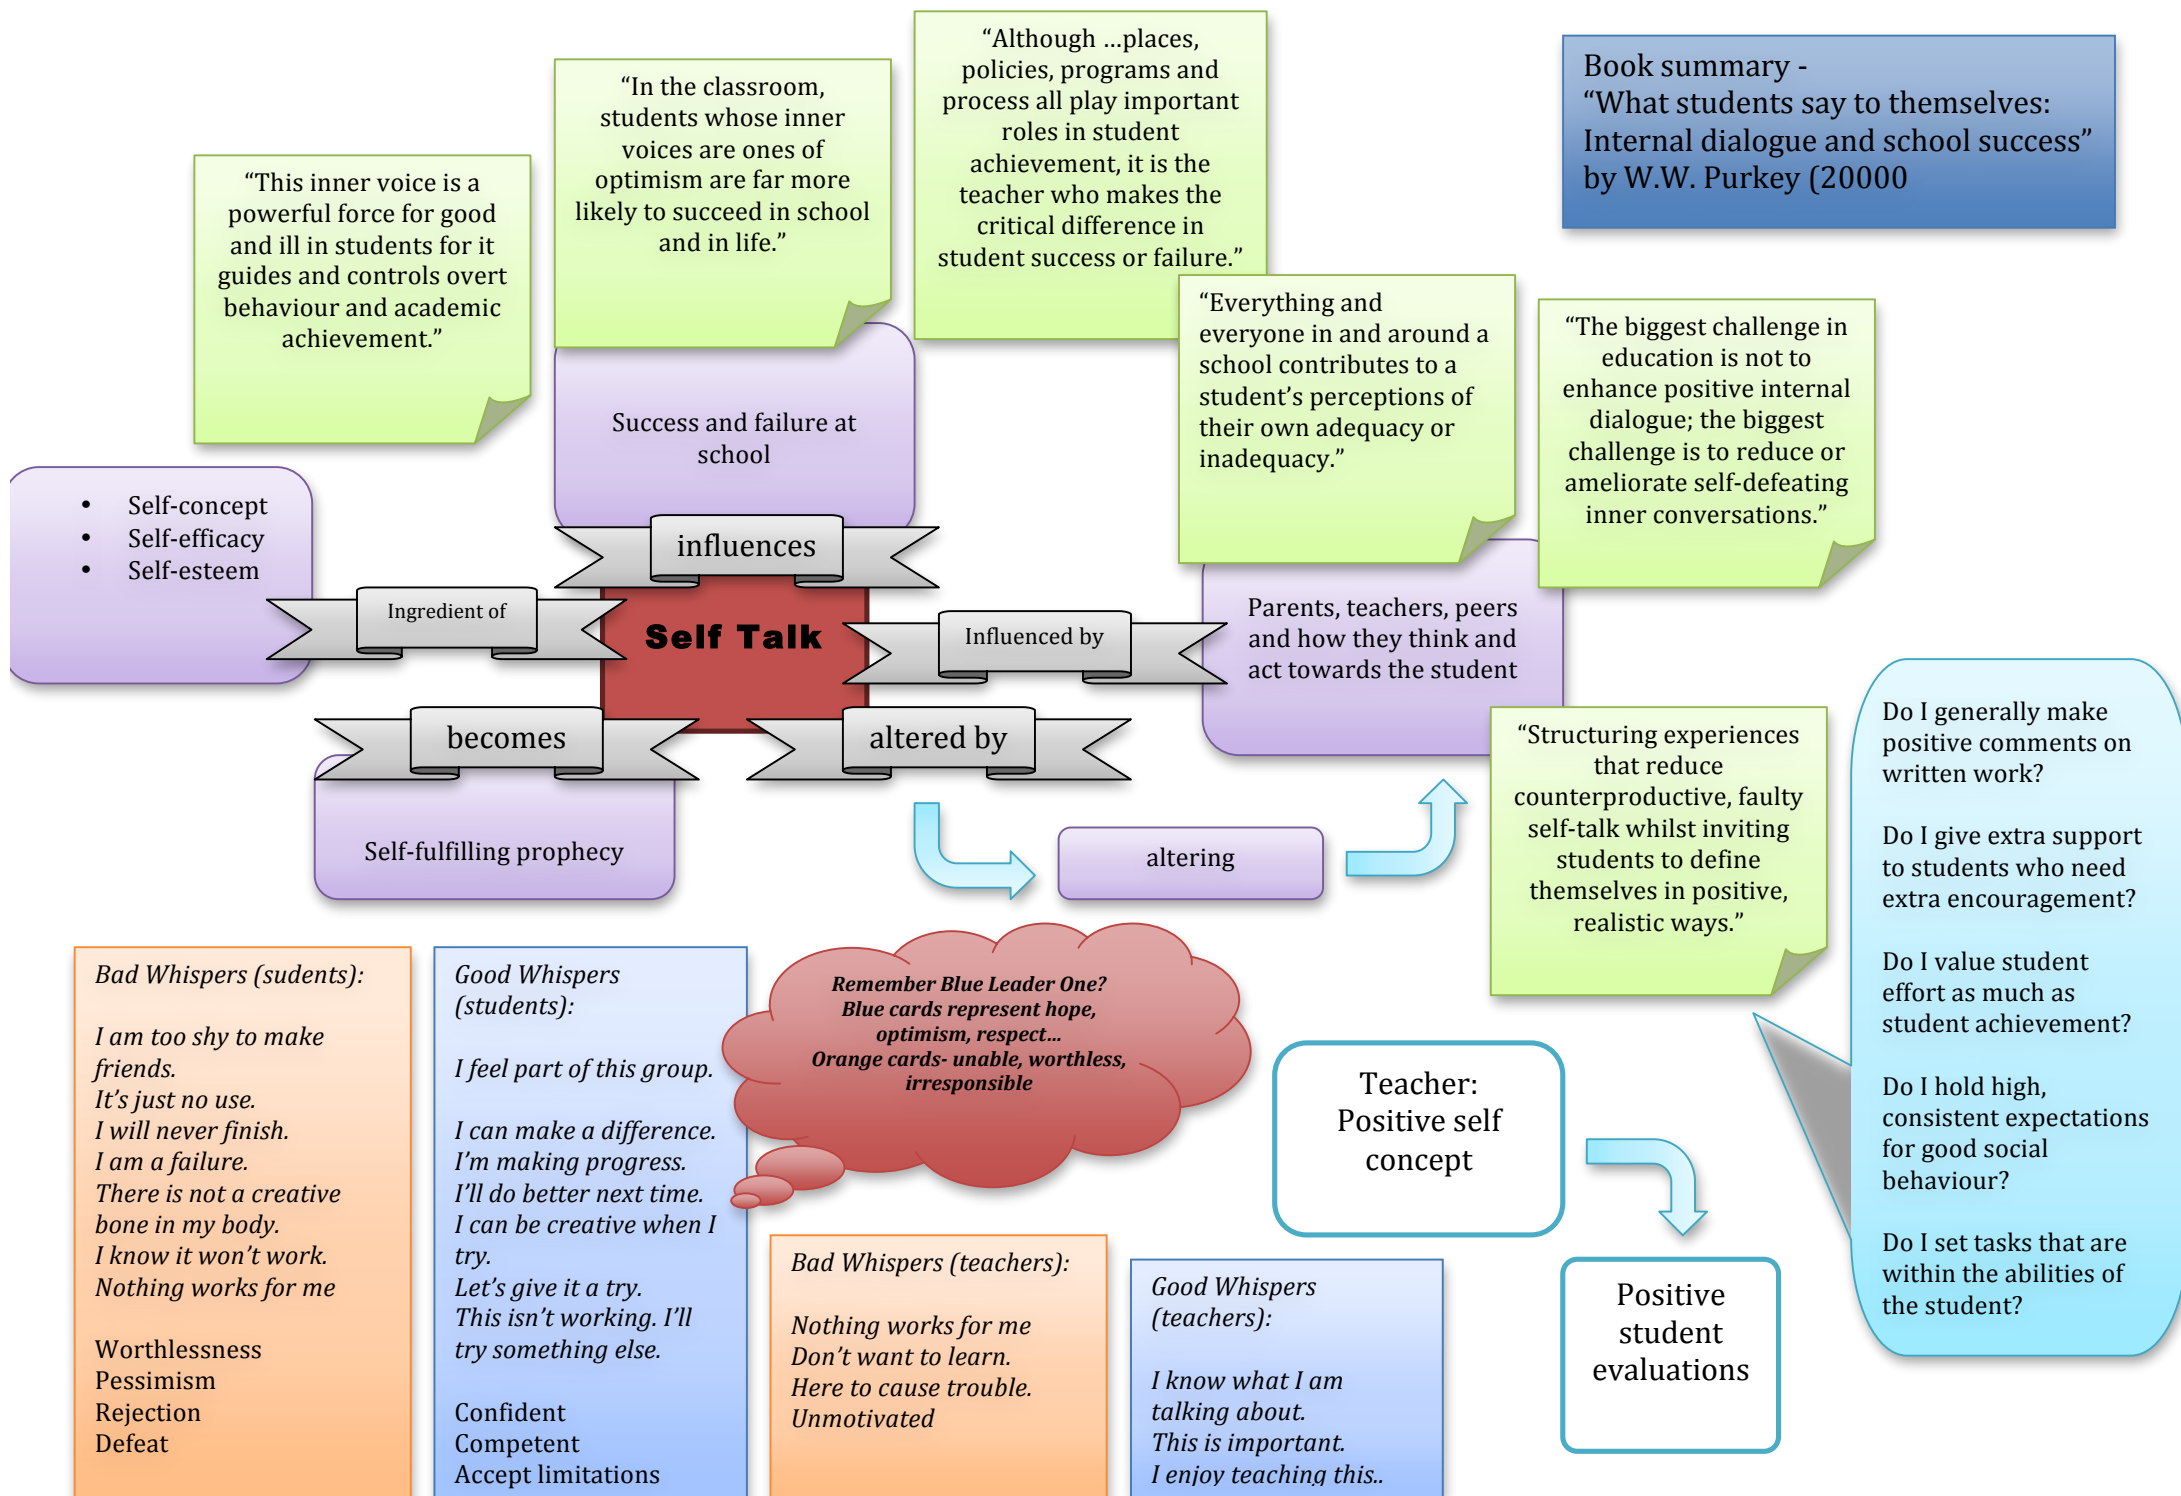 “Although …places,
policies, programs and
process all play important
roles in student
achievement, it is the
teacher who makes the
critical difference in
student success or failure.”
Book summary -
“What students say to themselves:
Internal dialogue and school success”
by W.W. Purkey (20000
“In the classroom,
students whose inner
voices are ones of
optimism are far more
likely to succeed in school
and in life.”
“This inner voice is a
powerful force for good
and ill in students for it
guides and controls overt
behaviour and academic
achievement.”
“Everything and
everyone in and around a
school contributes to a
student’s perceptions of
their own adequacy or
inadequacy.”
“The biggest challenge in
education is not to
enhance positive internal
dialogue; the biggest
challenge is to reduce or
ameliorate self-defeating
inner conversations.”
Success and failure at
school
• Self-concept
• Self-efficacy
• Self-esteem
influences
Ingredient of
Self Talk
Influenced by
Parents, teachers, peers
and how they think and
act towards the student
becomes
altered by
Self-fulfilling prophecy
altering
“Structuring experiences
that reduce
counterproductive, faulty
self-talk whilst inviting
students to define
themselves in positive,
realistic ways.”
Do I generally make
positive comments on
written work?
Do I give extra support
to students who need
extra encouragement?
Do I value student
effort as much as
student achievement?
Do I hold high,
consistent expectations
for good social
behaviour?
Do I set tasks that are
within the abilities of
the student?
Bad Whispers (sudents):
I am too shy to make
friends.
It’s just no use.
I will never finish.
I am a failure.
There is not a creative
bone in my body.
I know it won’t work.
Nothing works for me
Worthlessness
Pessimism
Rejection
Defeat
Good Whispers
(students):
I feel part of this group.
I can make a difference.
I’m making progress.
I’ll do better next time.
I can be creative when I
try.
Let’s give it a try.
This isn’t working. I’ll
try something else.
Confident
Competent
Accept limitations
Remember Blue Leader One?
Blue cards represent hope,
optimism, respect…
Orange cards- unable, worthless,
irresponsible
Bad Whispers (teachers):
Nothing works for me
Don’t want to learn.
Here to cause trouble.
Unmotivated
Good Whispers
(teachers):
I know what I am
talking about.
This is important.
I enjoy teaching this..
Teacher:
Positive self
concept
Positive
student
evaluations